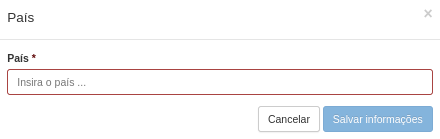 País
×
País *
Insira o país ...
Cancelar
Salvar informações